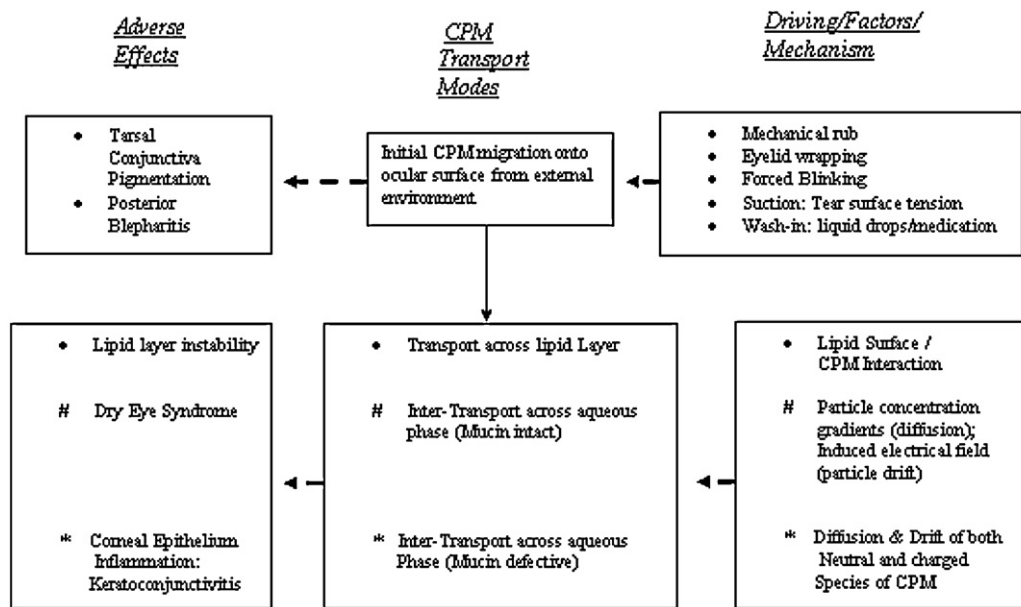 Adverse
Effects
CPM
Transport
Modes
Driving/Factors/
Mechanism
• Tarsal
Conjunctiva
Pigmentation
• Posterior
Blepharitis
Initial CPM migration onto
ocular surface from external
environment
• Mechanical rub
• Eyelid wrapping
• Forced Blinking
• Suction: Tear surface tension
• Wash-in: liquid drops/medication
• Lipid layer instability
# Dry Eye Syndrome
* Corneal Epithelium
Inflammation:
Keratoconjunctivitis
• Transport across lipid Layer
# Inter-Transport across aqueous
phase (Mucin intact)
* Inter-Transport across aqueous
Phase (Mucin defective)
• Lipid Surface /
CPM Interaction
# Particle concentration
gradients (diffusion);
Induced electrical field
(particle drift)
* Diffusion & Drift of both
Neutral and charged
Species of CPM